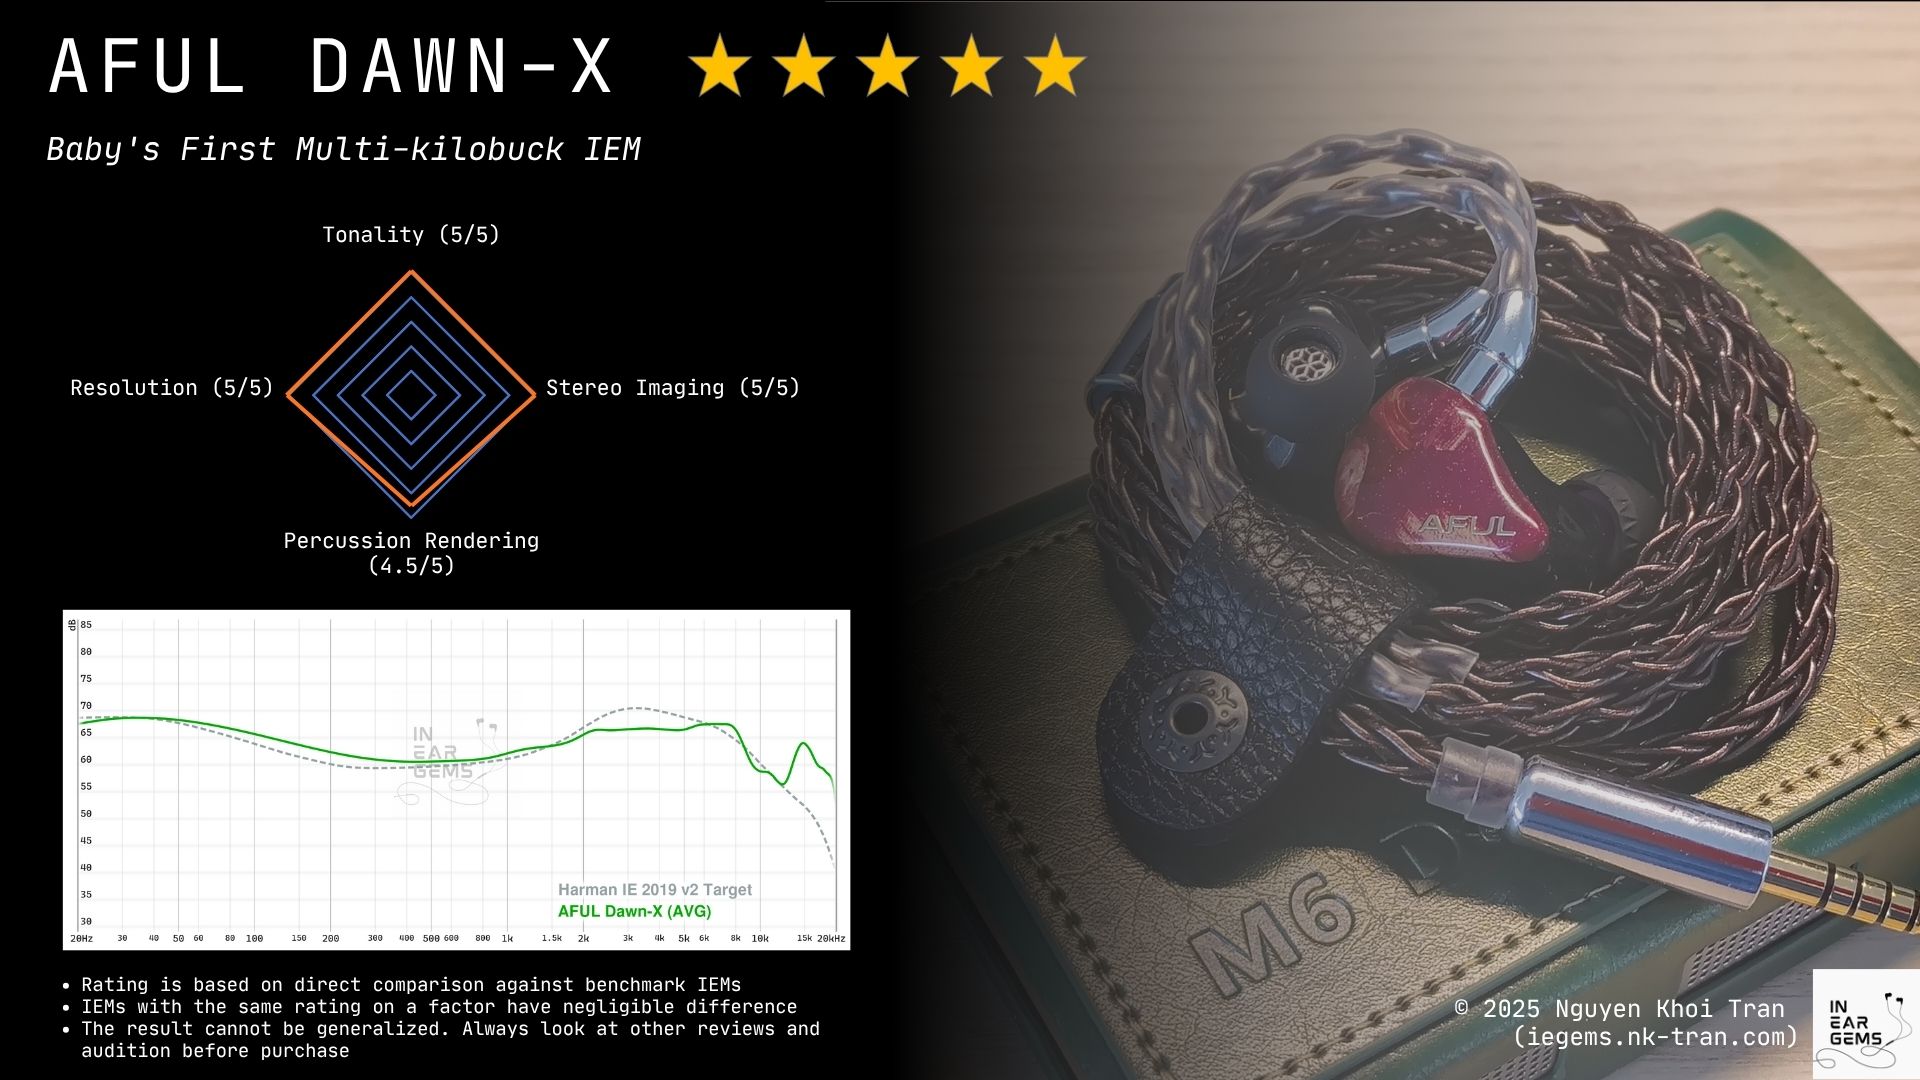 AFUL DAWN-X
Baby's First Multi-kilobuck IEM
Tonality (5/5)
Resolution (5/5)
Stereo Imaging (5/5)
Percussion Rendering
(4.5/5)
dB
85
80
75
70
65
60
55
50
45
40
35
30
IN
EAR
GEMS
Harman IE 2019 v2 Target
AFUL Dawn-X (AVG)
20Hz 30 40 50 60 80 100 150 200 300 400 500 600 800 1k 1.5k 2k 3k 4k 5k 6k 8k 10k 15k 20kHz
• Rating is based on direct comparison against benchmark IEMs
• IEMs with the same rating on a factor have negligible difference
• The result cannot be generalized. Always look at other reviews and
audition before purchase
AFUL
M6
© 2025 Nguyen Khoi Tran
(iegems.nk-tran.com)
IN
EAR
GEMS